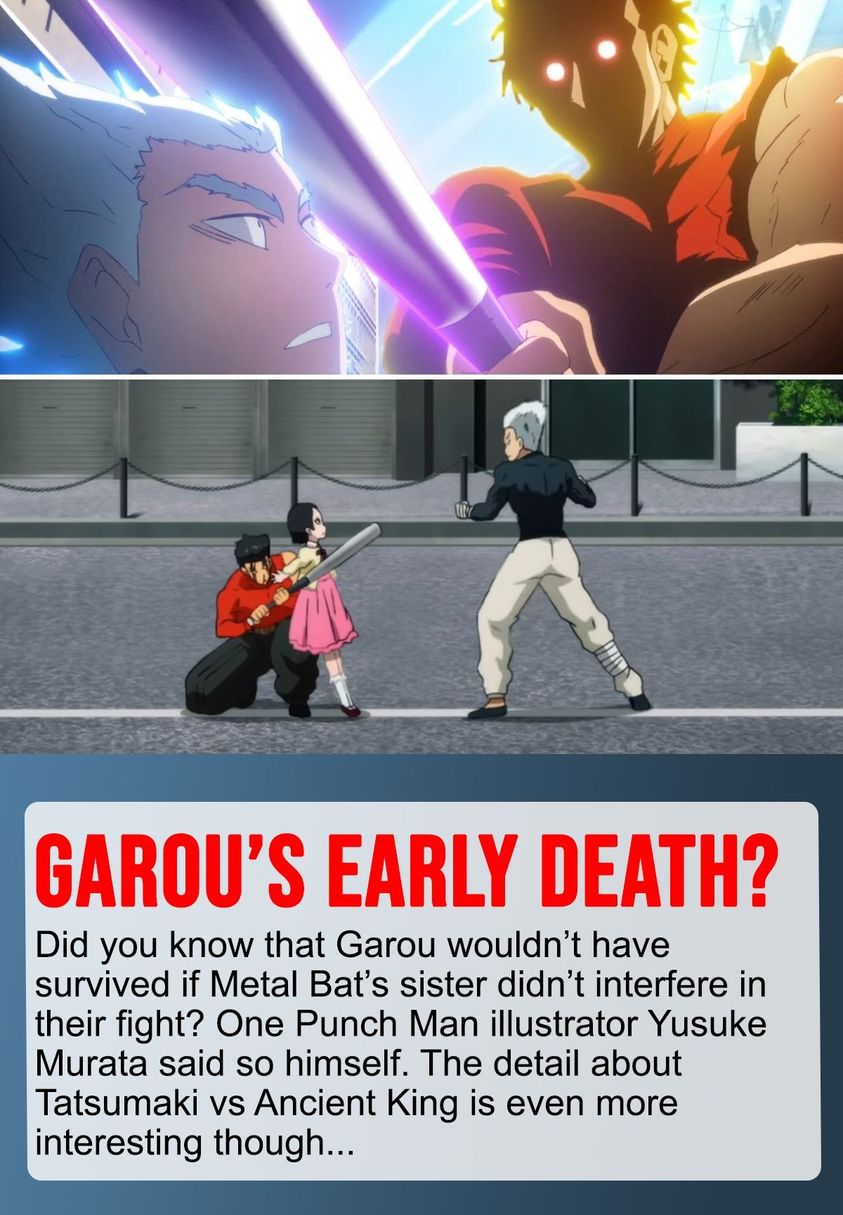 GAROU’S EARLY DEATH?
Did you know that Garou wouldn’t have
survived if Metal Bat’s sister didn’t interfere in
their fight? One Punch Man illustrator Yusuke
Murata said so himself. The detail about
Tatsumaki vs Ancient King is even more
interesting though...